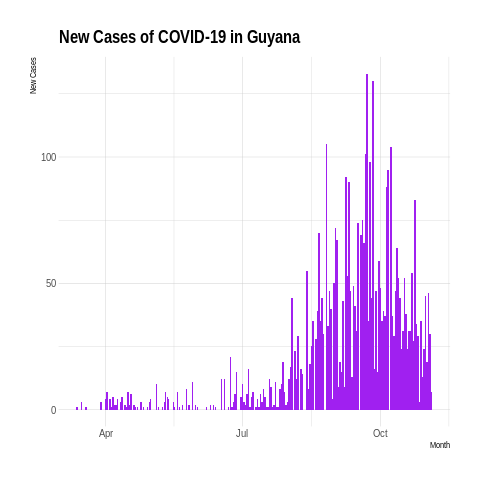 New Cases of COVID-19 in Guyana
New Cases
100
50
0
Apr
Jul
Oct
Month